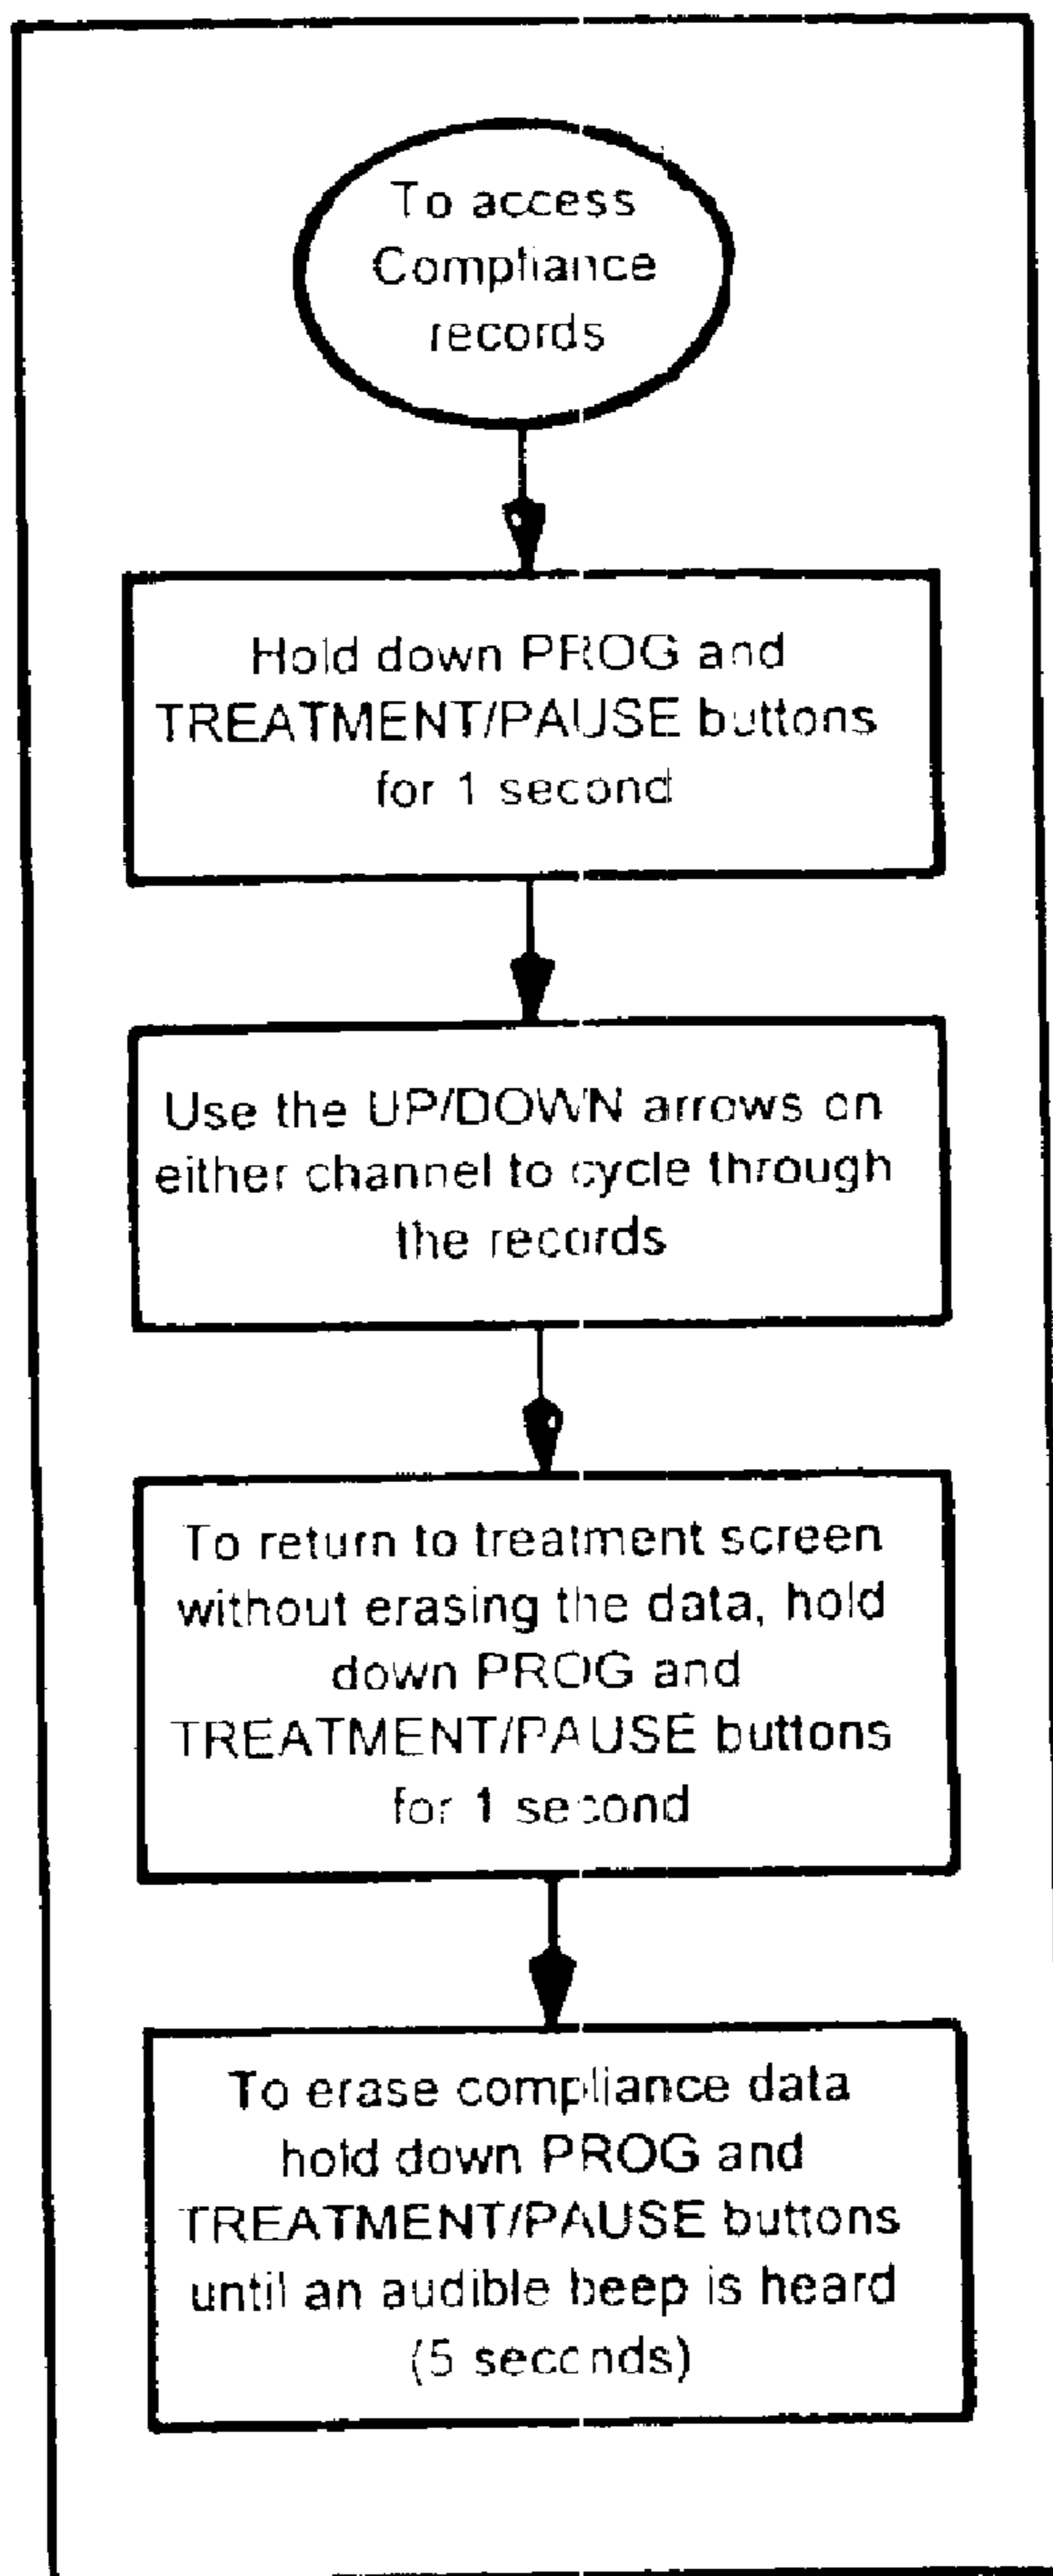 To access
Compliance
records
Hold down PROG and
TREATMENT/PAUSE buttons
for 1 second
Use the UP/DOWN arrows on
either channel to cycle through
the records
To return to treatment screen
without erasing the data, hold
down PROG and
TREATMENT/PAUSE buttons
for 1 second
To erase compliance data
hold down PROG and
TREATMENT/PAUSE buttons
until an audible beep is heard
(5 seconds)